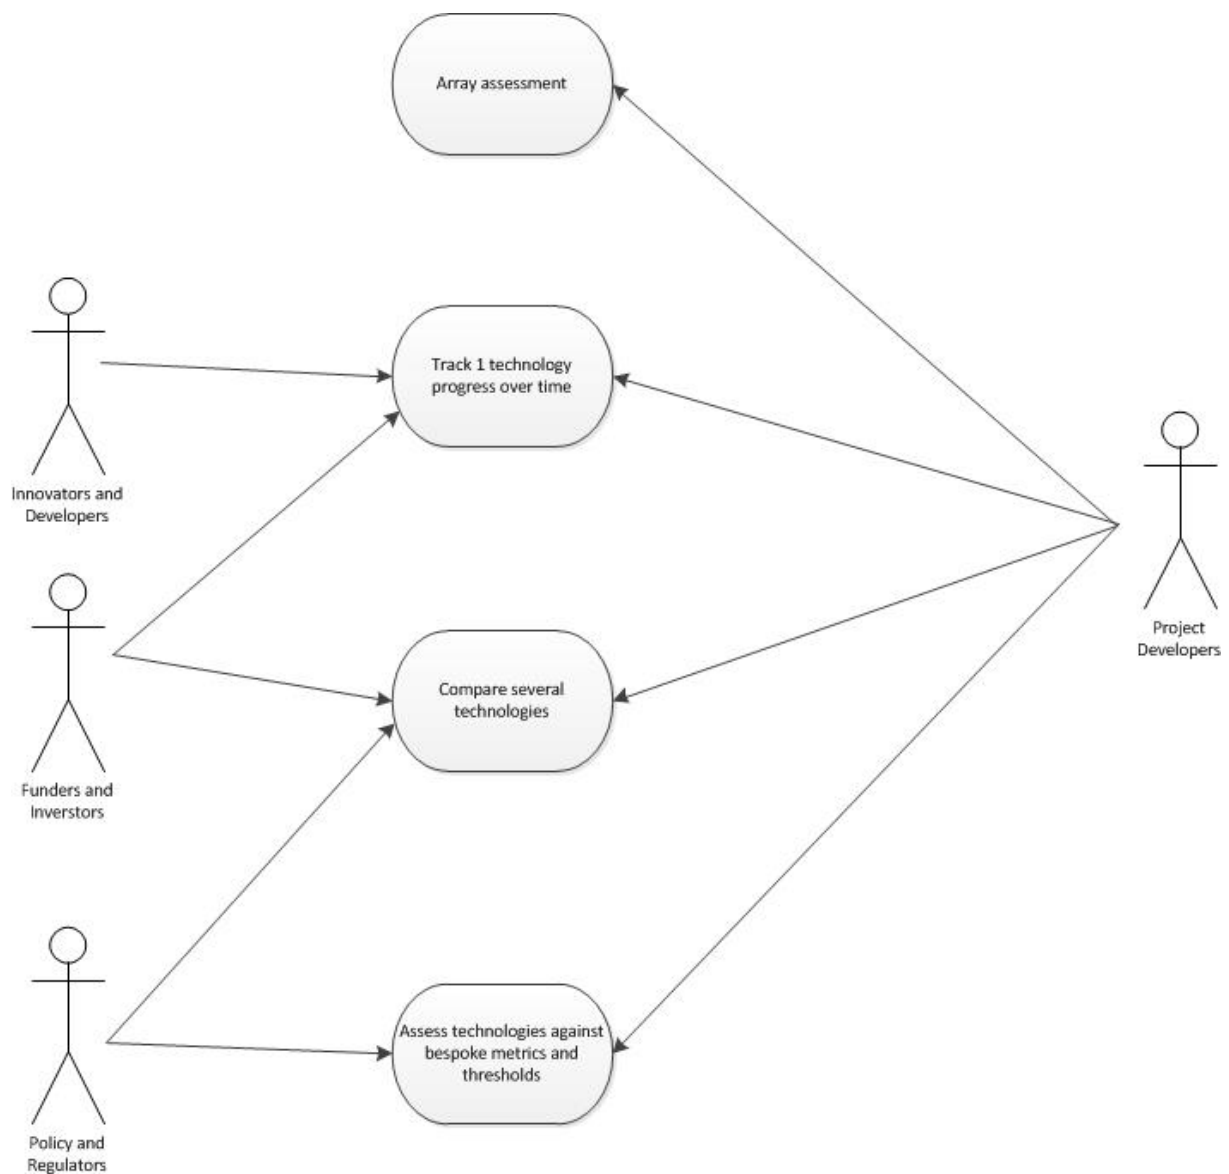 Array assessment
Track 1 technology
progress over time
Innovators and
Developers
Project
Developers
Compare several
technologies
Funders and
Inverstors
Assess technologies against
bespoke metrics and
thresholds
Policy and
Regulators